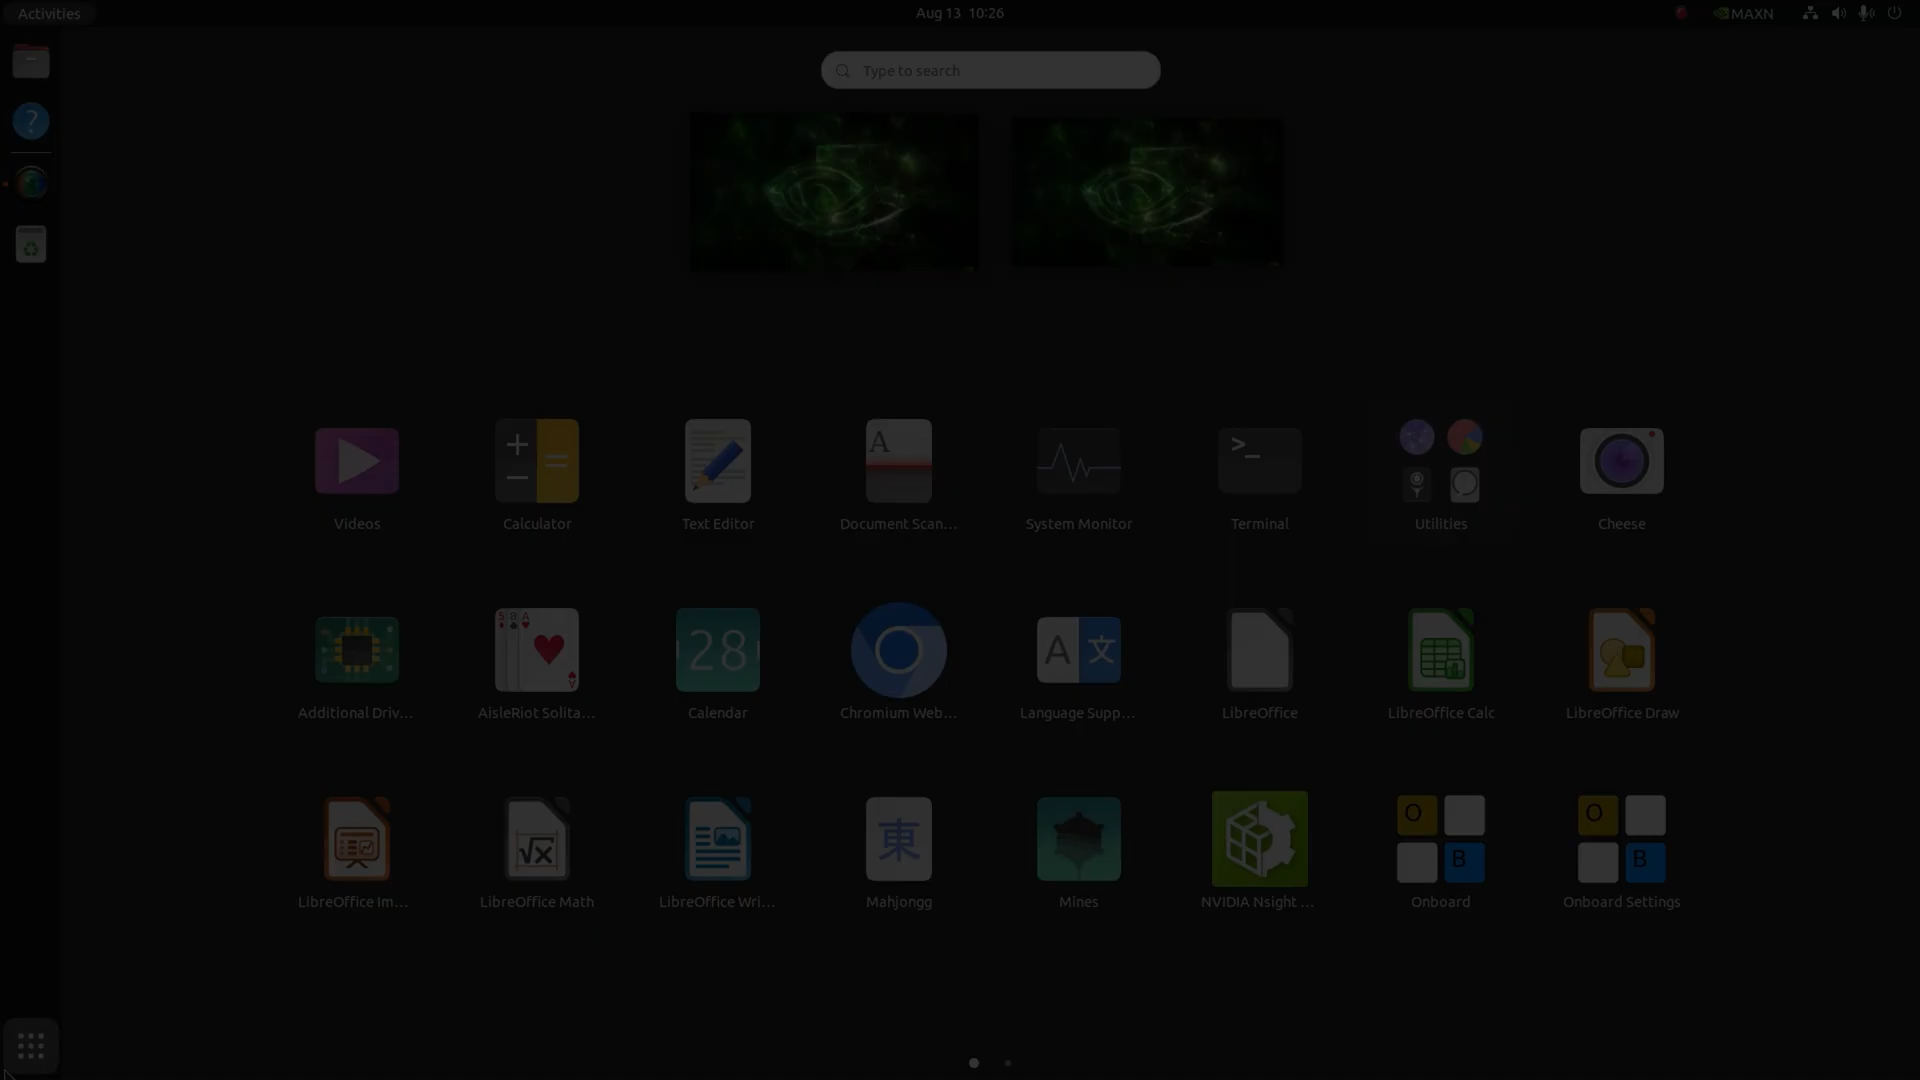 Activities
Aug 13 10:26
MAXN
Type to search
Videos
Calculator
Text Editor
Document Scan...
System Monitor
Terminal
Utilities
Cheese
Additional Driv...
AisleRiot Solita...
Calendar
28
Chromium Web...
Language Supp...
LibreOffice
LibreOffice Calc
LibreOffice Draw
LibreOffice Im...
LibreOffice Math
LibreOffice Wri...
東
Mahjongg
Mines
NVIDIA Nsight ...
O
B
Onboard
O
B
Onboard Settings